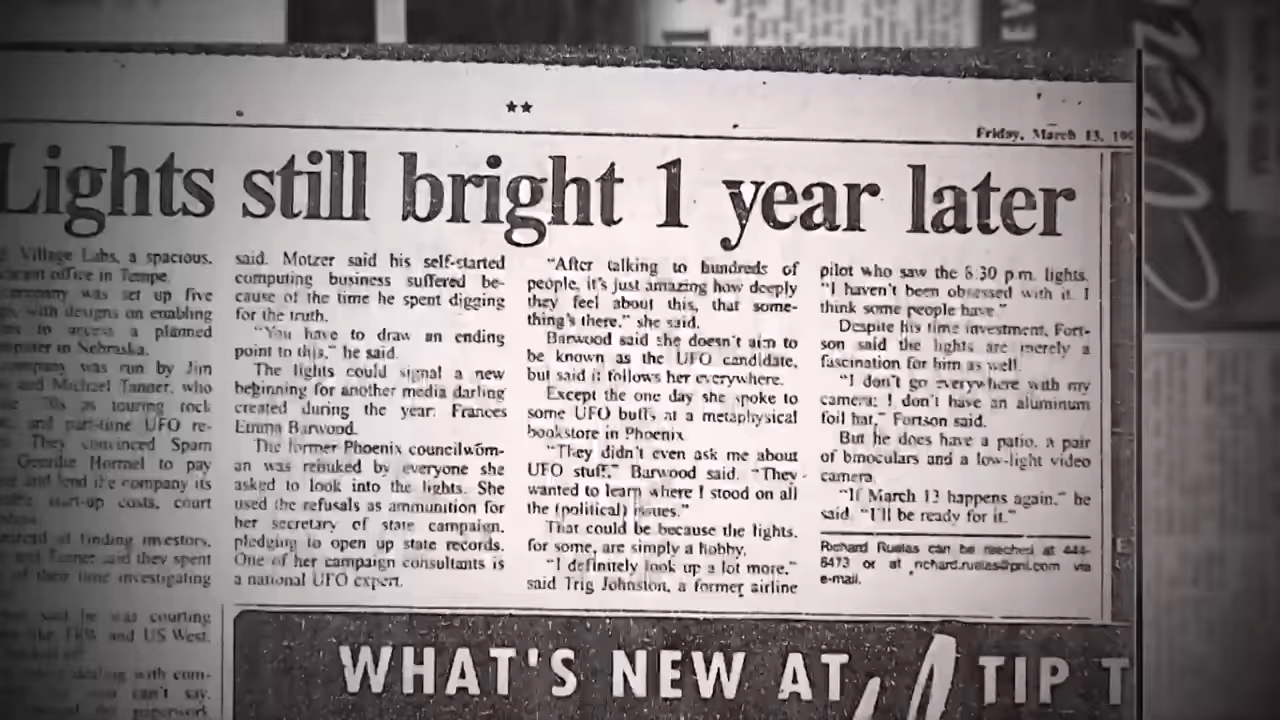 ★★
Friday, March 13, 199
Lights still bright 1 year later
Village Labs, a spacious,
office in Tempe.
company was set up five
with designs on enabling
to access a planned
in Nebraska.
company was run by Jim
and Michael Tanner, who
'70s as touring rock
and part-time UFO re-
They convinced Spam
Geordie Hormel to pay
and lend the company its
start-up costs, court
of finding investors,
and Tanner said they spent
of their time investigating
said he was courting
like TRW and US West.
dealing with com-
you can't say,
said. Motzer said his self-started
computing business suffered be-
cause of the time he spent digging
for the truth.
"You have to draw an ending
point to this," he said.
The lights could signal a new
beginning for another media darling
created during the year: Frances
Emma Barwood.
The former Phoenix councilwom-
an was rebuked by everyone she
asked to look into the lights. She
used the refusals as ammunition for
her secretary of state campaign,
pledging to open up state records.
One of her campaign consultants is
a national UFO expert.
"After talking to hundreds of
people, it's just amazing how deeply
they feel about this, that some-
thing's there," she said.
Barwood said she doesn't aim to
be known as the UFO candidate,
but said it follows her everywhere.
Except the one day she spoke to
some UFO buffs at a metaphysical
bookstore in Phoenix
"They didn't even ask me about
UFO stuff," Barwood said. "They
wanted to learn where I stood on all
the (political) issues."
That could be because the lights,
for some, are simply a hobby.
"I definitely look up a lot more,"
said Trig Johnston, a former airline
pilot who saw the 8:30 p.m. lights.
"I haven't been obsessed with it. I
think some people have."
Despite his time investment, Fort-
son said the lights are merely a
fascination for him as well.
"I don't go everywhere with my
camera; I don't have an aluminum
foil hat," Fortson said.
But he does have a patio, a pair
of binoculars and a low-light video
camera.
"If March 13 happens again," he
said, "I'll be ready for it."
Richard Ruelas can be reached at 444-
8473 or at richard.ruelas@pni.com via
e-mail.
WHAT'S NEW AT
TIP T